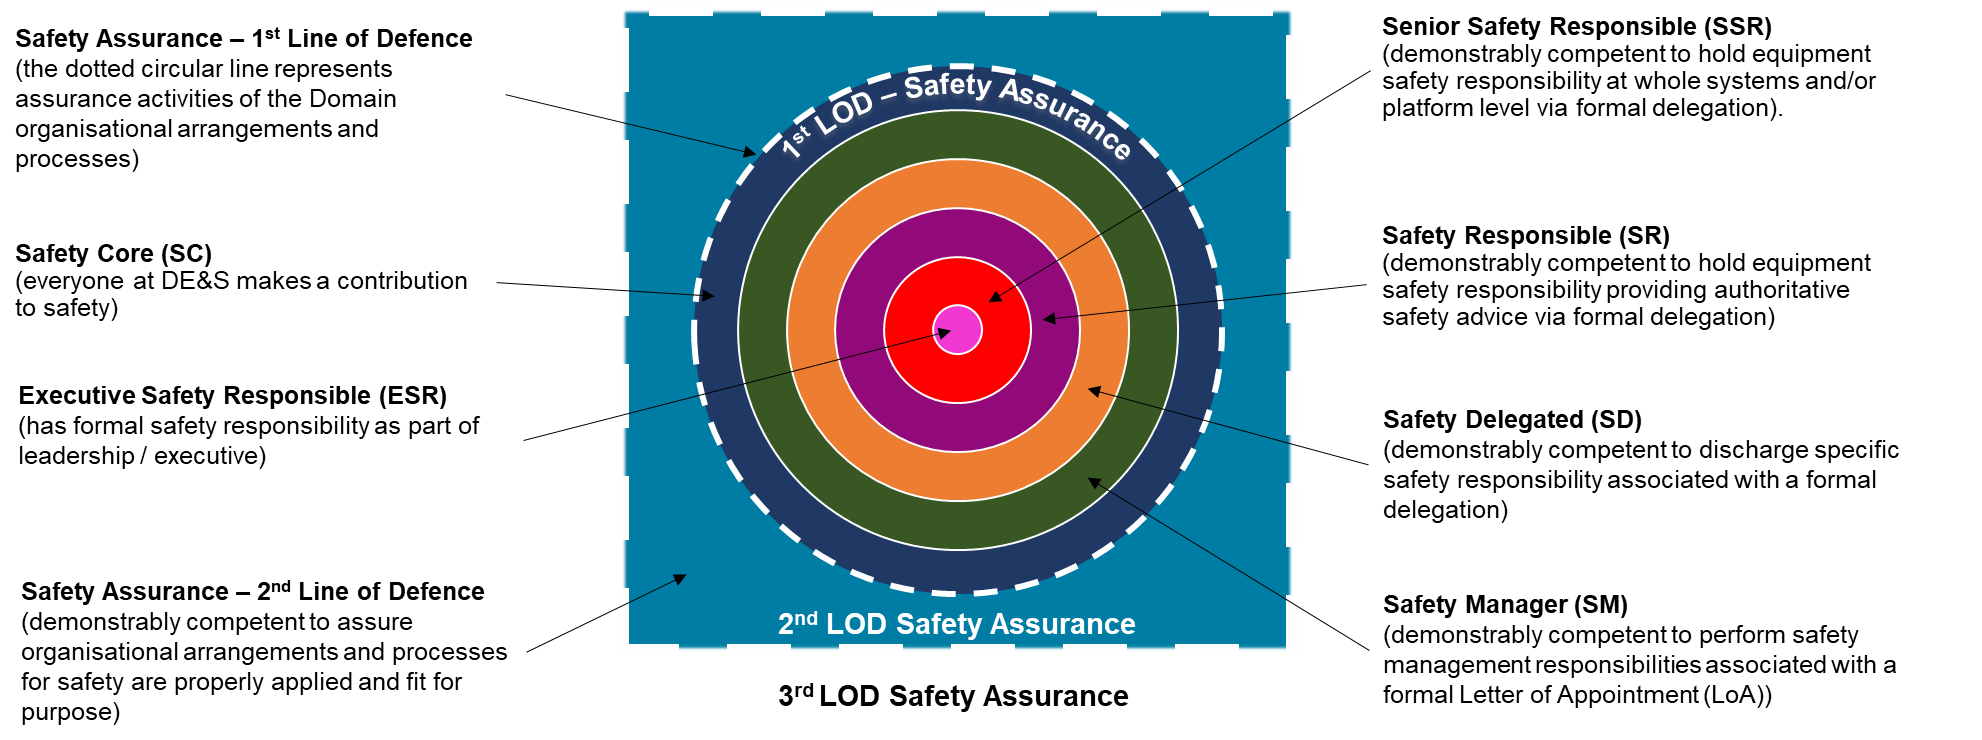 Safety Assurance – 1st Line of Defence
(the dotted circular line represents
assurance activities of the Domain
organisational arrangements and
processes)
Safety Core (SC)
(everyone at DE&S makes a contribution
to safety)
Executive Safety Responsible (ESR)
(has formal safety responsibility as part of
leadership / executive)
Safety Assurance – 2nd Line of Defence
(demonstrably competent to assure
organisational arrangements and processes
for safety are properly applied and fit for
purpose)
1st LOD – Safety Assurance
2nd LOD Safety Assurance
3rd LOD Safety Assurance
Senior Safety Responsible (SSR)
(demonstrably competent to hold equipment
safety responsibility at whole systems and/or
platform level via formal delegation).
Safety Responsible (SR)
(demonstrably competent to hold equipment
safety responsibility providing authoritative
safety advice via formal delegation)
Safety Delegated (SD)
(demonstrably competent to discharge specific
safety responsibility associated with a formal
delegation)
Safety Manager (SM)
(demonstrably competent to perform safety
management responsibilities associated with a
formal Letter of Appointment (LoA))